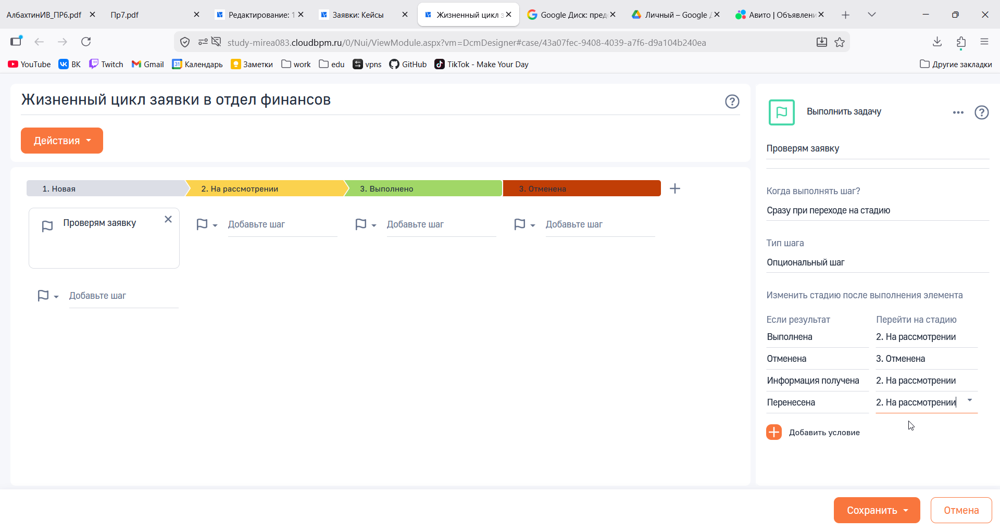 АлбахтинИВ_ПР6.pdf
Пр7.pdf
Редактирование: 1
Заявки: Кейсы
Жизненный цикл з
Google Диск: пред
Личный – Google Д
Авито | Объявлени
study-mirea083.cloudbpm.ru/0/Nui/ViewModule.aspx?vm=DcmDesigner#case/43a07fec-9408-4039-a7f6-d9a104b240ea
YouTube
ВК
Twitch
Gmail
31 Календарь
Заметки
work
edu
vpns
GitHub
TikTok - Make Your Day
Другие закладки
Жизненный цикл заявки в отдел финансов
Действия
1. Новая
2. На рассмотрении
3. Выполнено
3. Отменена
Проверям заявку
Добавьте шаг
Добавьте шаг
Добавьте шаг
Добавьте шаг
Выполнить задачу
Проверям заявку
Когда выполнять шаг?
Сразу при переходе на стадию
Тип шага
Опциональный шаг
Изменить стадию после выполнения элемента
Если результат Перейти на стадию
Выполнена 2. На рассмотрении
Отменена 3. Отменена
Информация получена 2. На рассмотрении
Перенесена 2. На рассмотрении
Добавить условие
Сохранить
Отмена